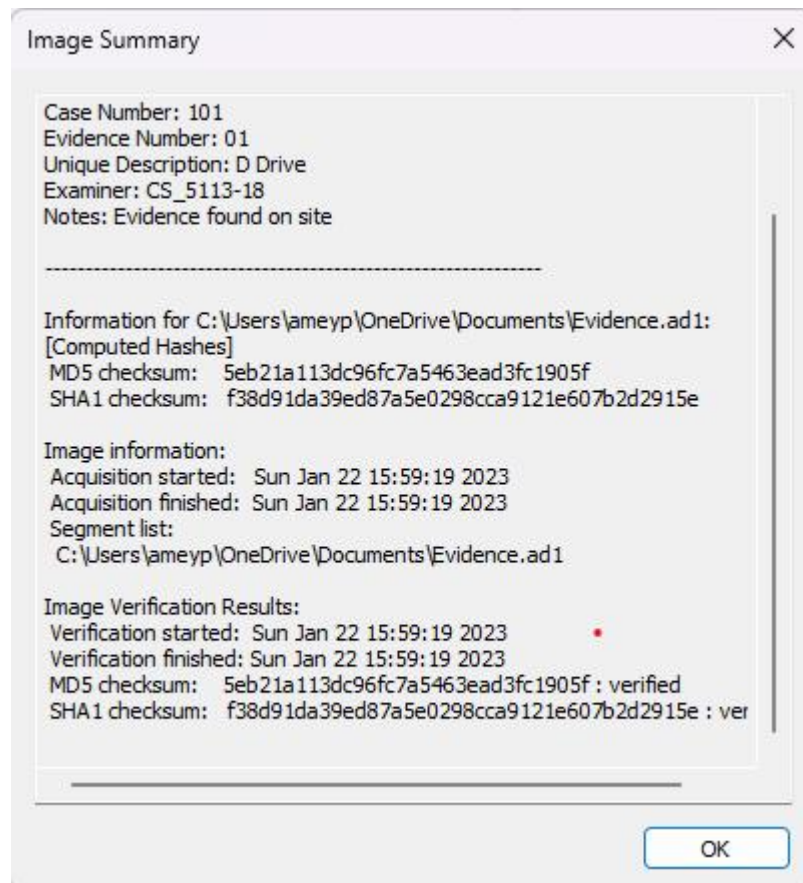 Image Summary
Case Number: 101
Evidence Number: 01
Unique Description: D Drive
Examiner: CS_5113-18
Notes: Evidence found on site
--------------------------------------------------------------
Information for C:\Users\ameyp\OneDrive\Documents\Evidence.ad1:
[Computed Hashes]
MD5 checksum: 5eb21a113dc96fc7a5463ead3fc1905f
SHA1 checksum: f38d91da39ed87a5e0298cca9121e607b2d2915e
Image information:
Acquisition started: Sun Jan 22 15:59:19 2023
Acquisition finished: Sun Jan 22 15:59:19 2023
Segment list:
C:\Users\ameyp\OneDrive\Documents\Evidence.ad1
Image Verification Results:
Verification started: Sun Jan 22 15:59:19 2023
Verification finished: Sun Jan 22 15:59:19 2023
MD5 checksum: 5eb21a113dc96fc7a5463ead3fc1905f : verified
SHA1 checksum: f38d91da39ed87a5e0298cca9121e607b2d2915e : ver
OK